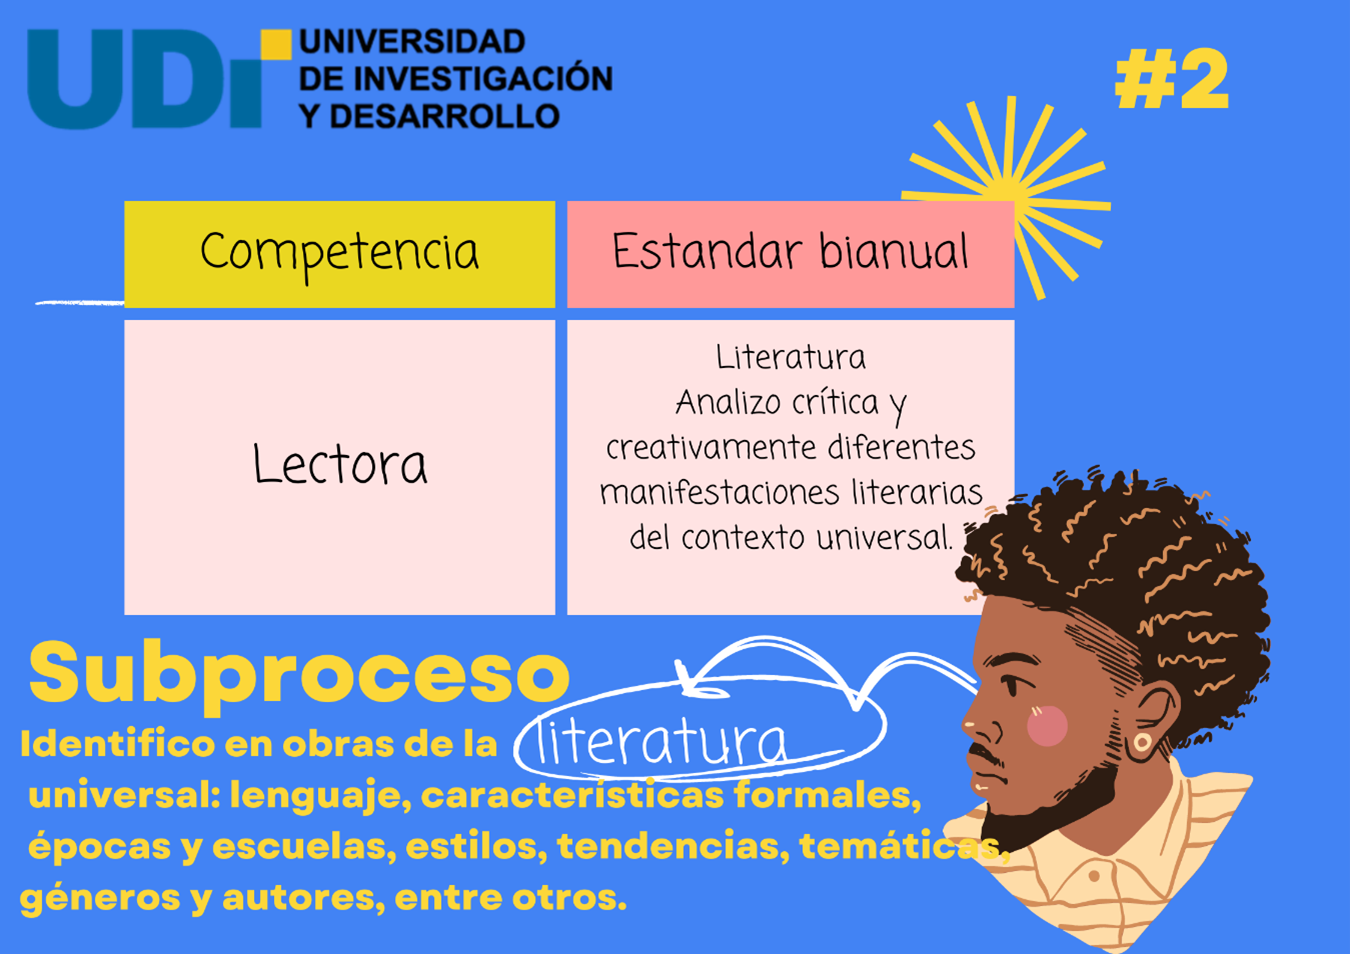 UDi UNIVERSIDAD
DE INVESTIGACIÓN
Y DESARROLLO
#2
Competencia
Estandar bianual
Lectora
Literatura
Analizo crítica y
creativamente diferentes
manifestaciones literarias
del contexto universal.
Subproceso
Identifico en obras de la literatura
universal: lenguaje, características formales,
épocas y escuelas, estilos, tendencias, temáticas,
géneros y autores, entre otros.